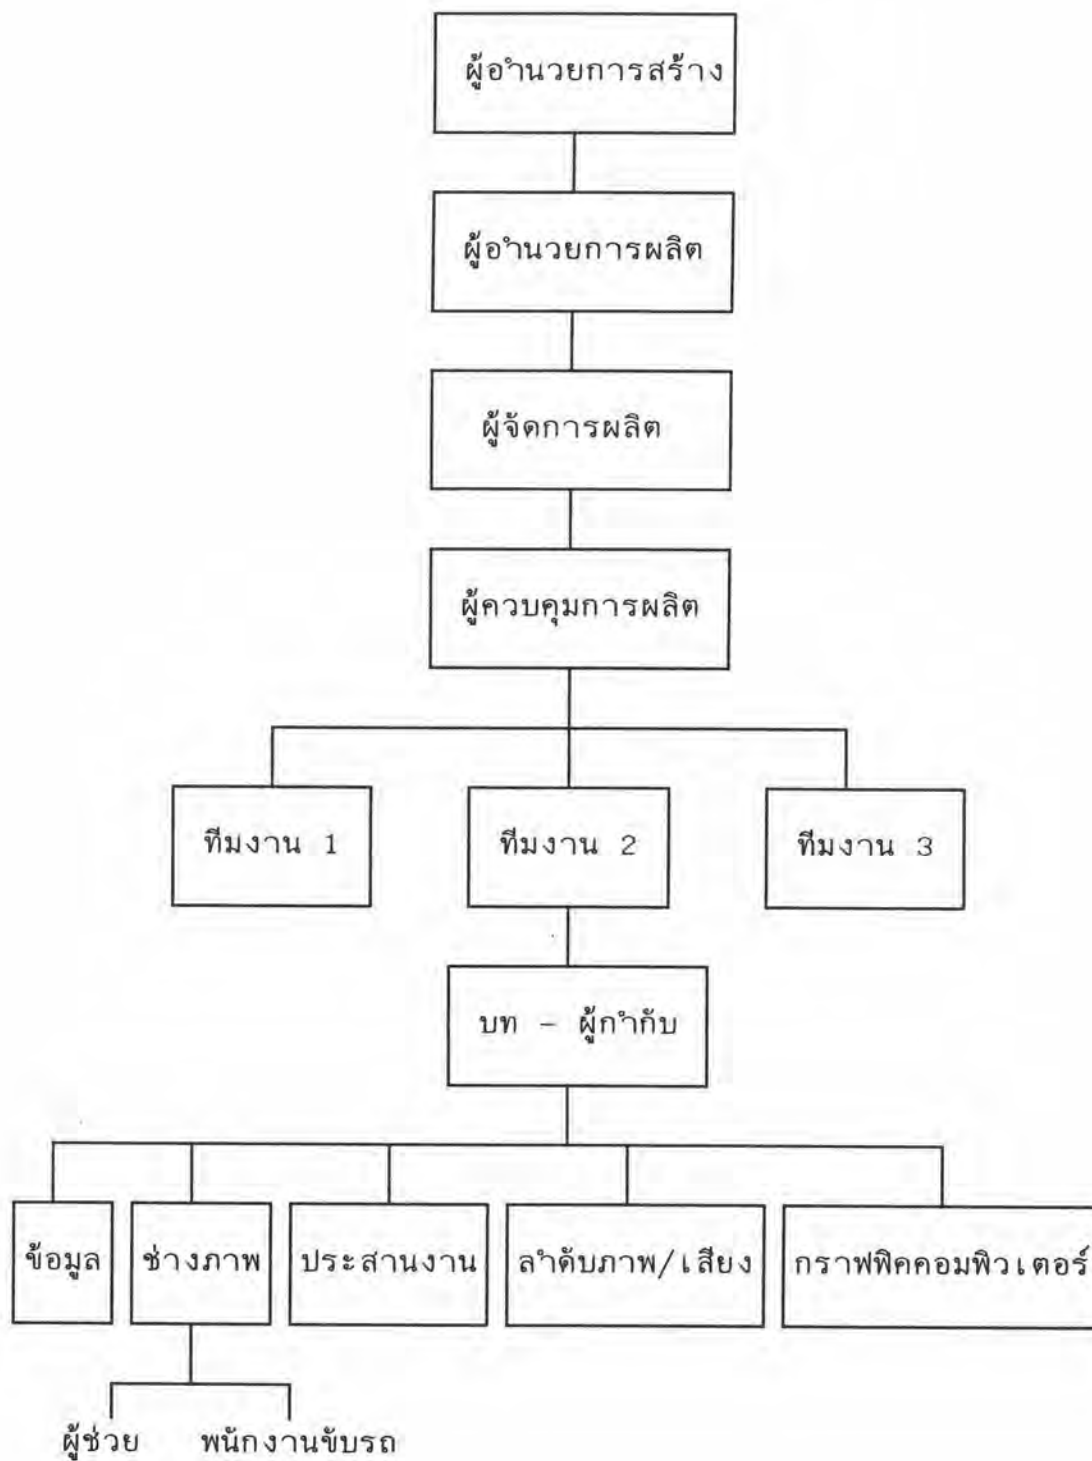 ผู้อำนวยการสร้าง
ผู้อำนวยการผลิต
ผู้จัดการผลิต
ผู้ควบคุมการผลิต
ทีมงาน 1
ทีมงาน 2
ทีมงาน 3
บท - ผู้กำกับ
ข้อมูล
ช่างภาพ
ประสานงาน
ลำดับภาพ/เสียง
กราฟฟิคคอมพิวเตอร์
ผู้ช่วย
พนักงานขับรถ